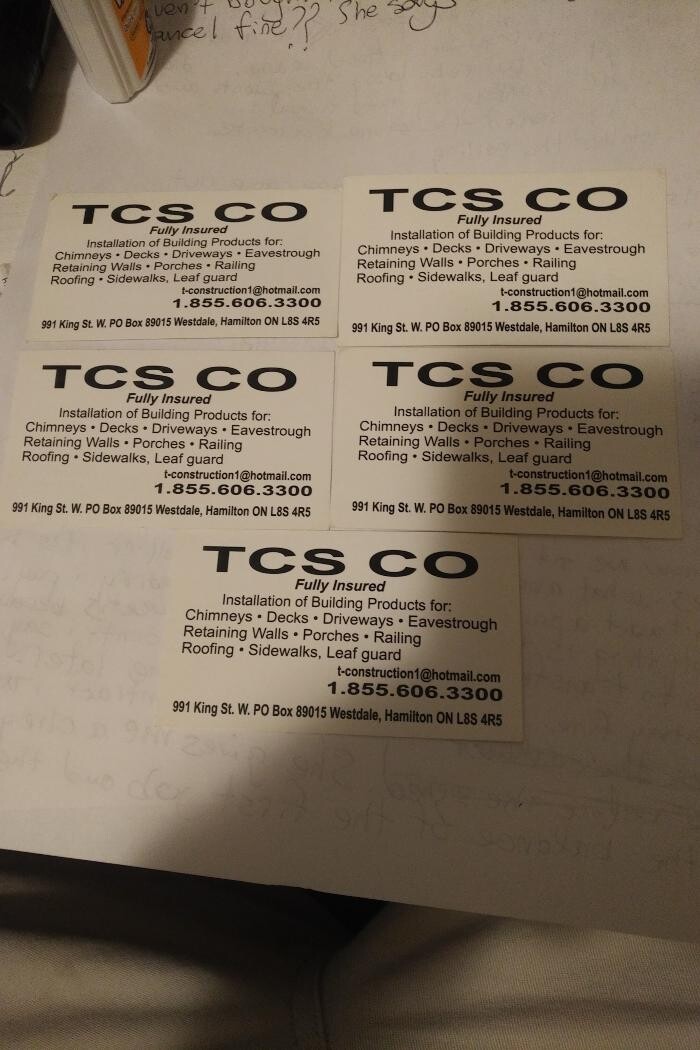 ancel fine?? She says
TCS CO
Fully Insured
Installation of Building Products for:
Chimneys • Decks • Driveways • Eavestrough
Retaining Walls • Porches • Railing
Roofing • Sidewalks, Leaf guard
t-construction1@hotmail.com
1.855.606.3300
991 King St. W. PO Box 89015 Westdale, Hamilton ON L8S 4R5
TCS CO
Fully Insured
Installation of Building Products for:
Chimneys • Decks • Driveways • Eavestrough
Retaining Walls • Porches • Railing
Roofing • Sidewalks, Leaf guard
t-construction1@hotmail.com
1.855.606.3300
991 King St. W. PO Box 89015 Westdale, Hamilton ON L8S 4R5
TCS CO
Fully Insured
Installation of Building Products for:
Chimneys • Decks • Driveways • Eavestrough
Retaining Walls • Porches • Railing
Roofing • Sidewalks, Leaf guard
t-construction1@hotmail.com
1.855.606.3300
991 King St. W. PO Box 89015 Westdale, Hamilton ON L8S 4R5
TCS CO
Fully Insured
Installation of Building Products for:
Chimneys • Decks • Driveways • Eavestrough
Retaining Walls • Porches • Railing
Roofing • Sidewalks, Leaf guard
t-construction1@hotmail.com
1.855.606.3300
991 King St. W. PO Box 89015 Westdale, Hamilton ON L8S 4R5
TCS CO
Fully Insured
Installation of Building Products for:
Chimneys • Decks • Driveways • Eavestrough
Retaining Walls • Porches • Railing
Roofing • Sidewalks, Leaf guard
t-construction1@hotmail.com
1.855.606.3300
991 King St. W. PO Box 89015 Westdale, Hamilton ON L8S 4R5